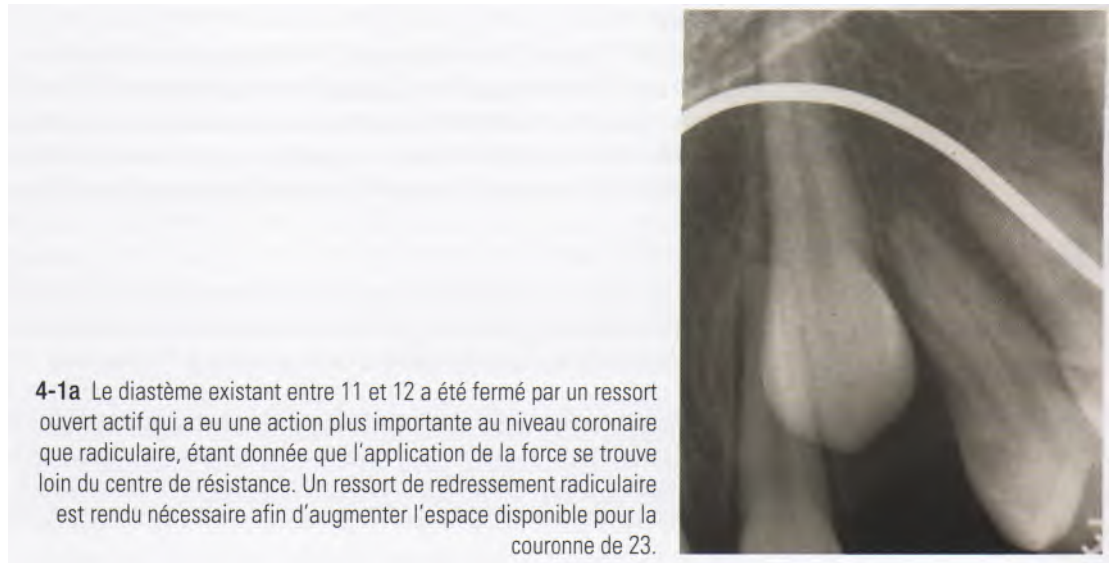 4-1a Le diastème existant entre 11 et 12 a été fermé par un ressort
ouvert actif qui a eu une action plus importante au niveau coronaire
que radiculaire, étant donnée que l'application de la force se trouve
loin du centre de résistance. Un ressort de redressement radiculaire
est rendu nécessaire afin d'augmenter l'espace disponible pour la
couronne de 23.